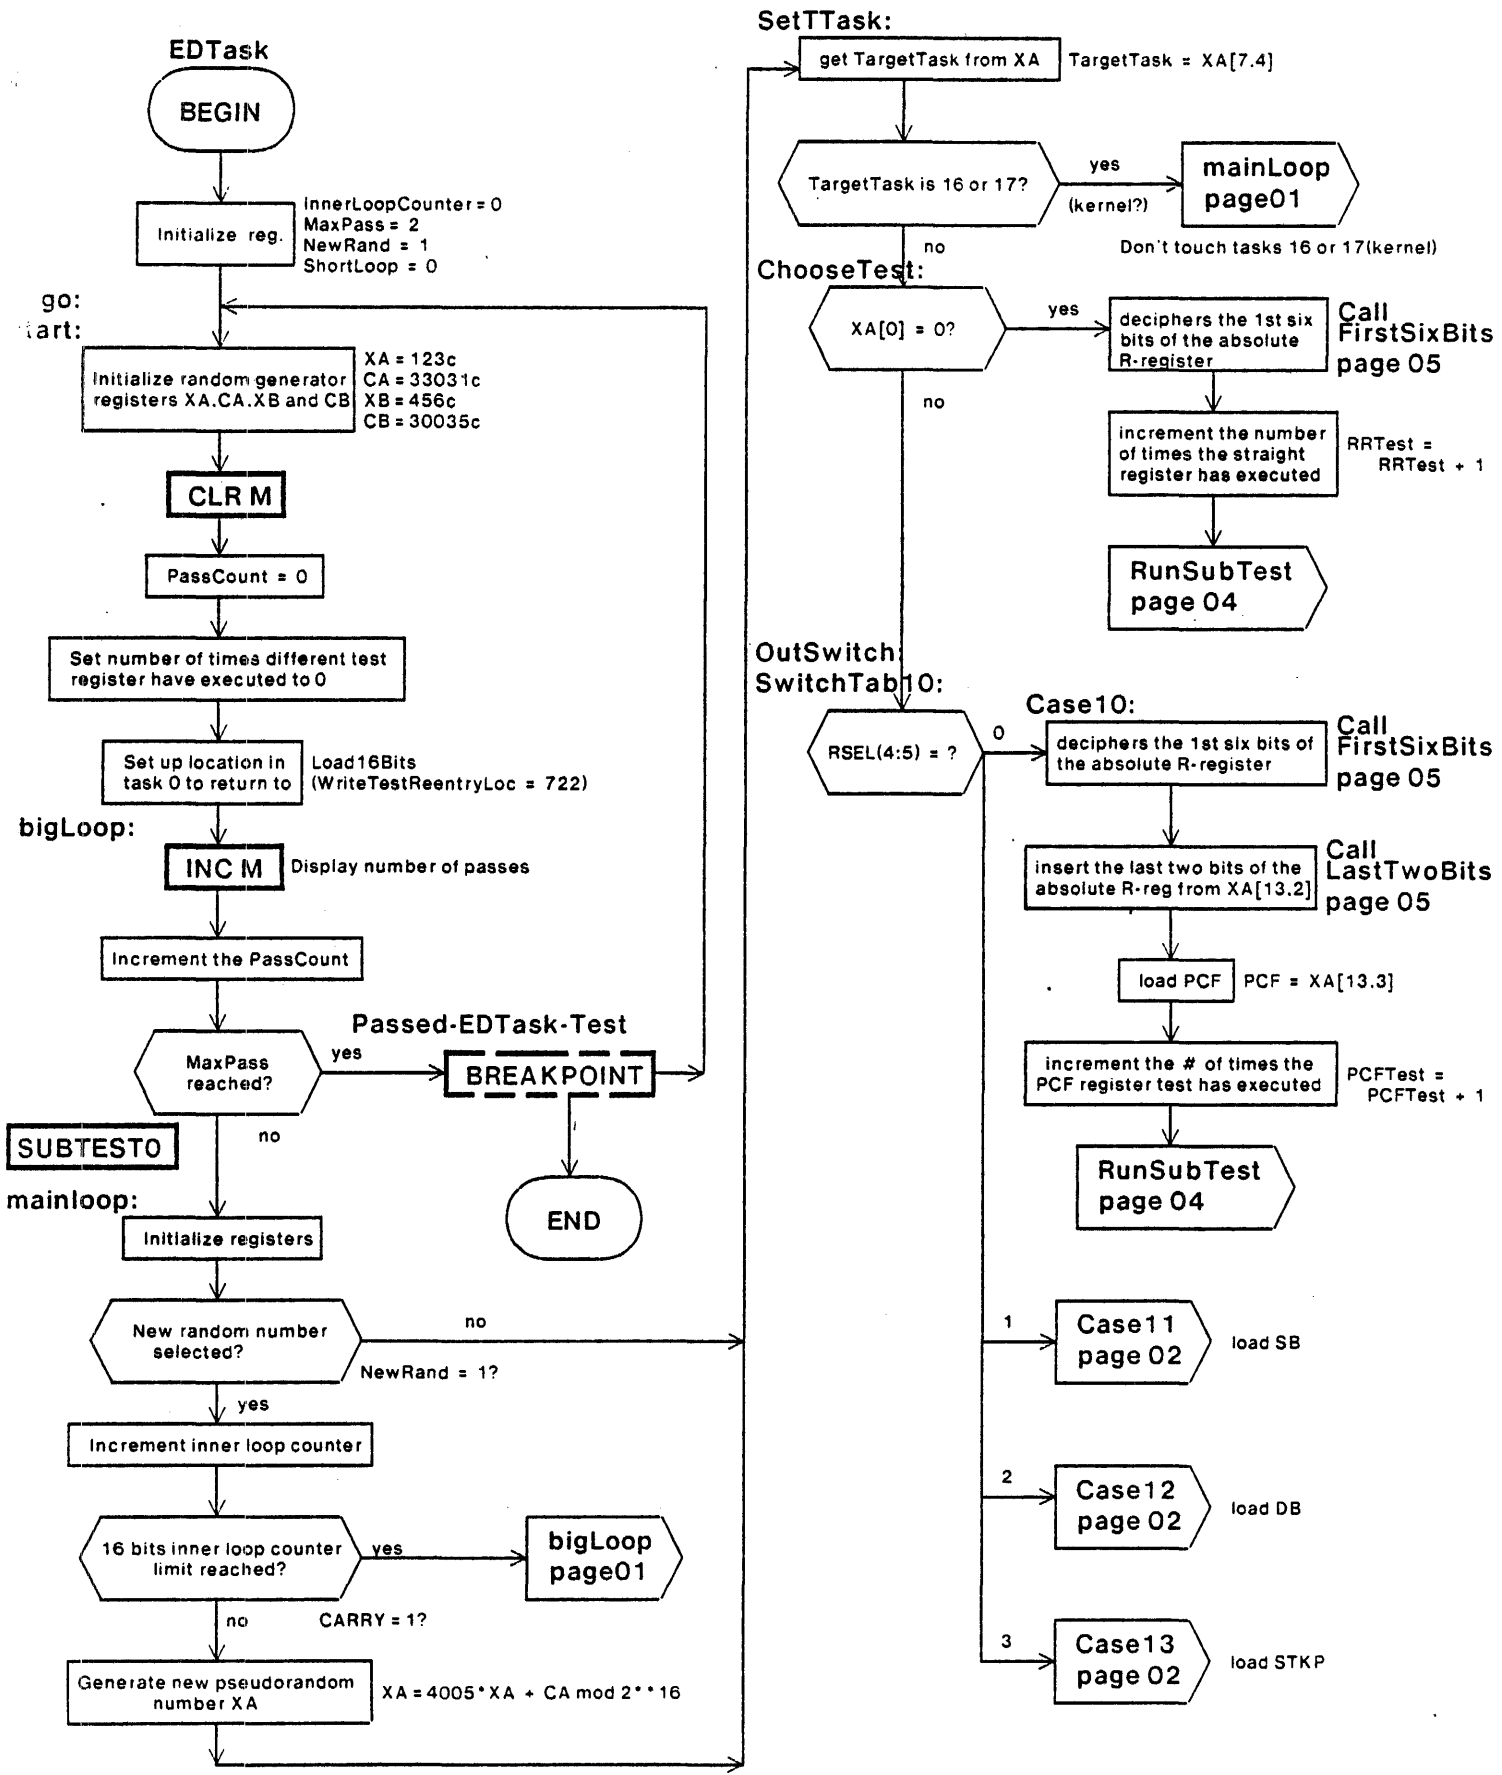 EDTask
BEGIN
Initialize reg.
InnerLoopCounter = 0
MaxPass = 2
NewRand = 1
ShortLoop = 0
go:
art:
Initialize random generator
registers XA.CA.XB and CB
XA = 123c
CA = 33031c
XB = 456c
CB = 30035c
CLR M
PassCount = 0
Set number of times different test
register have executed to 0
Set up location in
task 0 to return to
Load16Bits
(WriteTestReentryLoc = 722)
bigLoop:
INC M
Display number of passes
Increment the PassCount
MaxPass
reached?
yes
no
Passed-EDTask-Test
BREAKPOINT
END
SUBTEST0
mainloop:
Initialize registers
New random number
selected?
no
NewRand = 1?
yes
Increment inner loop counter
16 bits inner loop counter
limit reached?
yes
bigLoop
page01
no
CARRY = 1?
Generate new pseudorandom
number XA
XA = 4005*XA + CA mod 2**16
SetTTask:
get TargetTask from XA
TargetTask = XA[7.4]
TargetTask is 16 or 17?
yes
(kernel?)
mainLoop
page01
no
Don't touch tasks 16 or 17(kernel)
ChooseTest:
XA[0] = 0?
yes
deciphers the 1st six
bits of the absolute
R-register
Call
FirstSixBits
page 05
no
increment the number
of times the straight
register has executed
RRTest =
RRTest + 1
RunSubTest
page 04
OutSwitch:
SwitchTab10:
RSEL(4:5) = ?
0
Case10:
deciphers the 1st six bits of
the absolute R-register
Call
FirstSixBits
page 05
insert the last two bits of the
absolute R-reg from XA[13.2]
Call
LastTwoBits
page 05
load PCF
PCF = XA[13.3]
increment the # of times the
PCF register test has executed
PCFTest =
PCFTest + 1
RunSubTest
page 04
1
Case11
page 02
load SB
2
Case12
page 02
load DB
3
Case13
page 02
load STKP